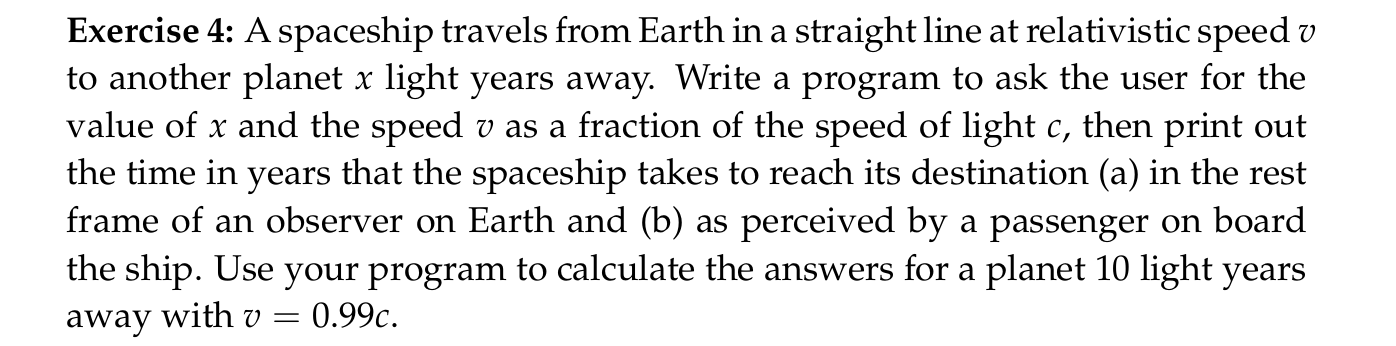 Exercise 4: A spaceship travels from Earth in a straight line at relativistic speed v
to another planet x light years away. Write a program to ask the user for the
value of x and the speed v as a fraction of the speed of light c, then print out
the time in years that the spaceship takes to reach its destination (a) in the rest
frame of an observer on Earth and (b) as perceived by a passenger on board
the ship. Use your program to calculate the answers for a planet 10 light years
away with v = 0.99c.